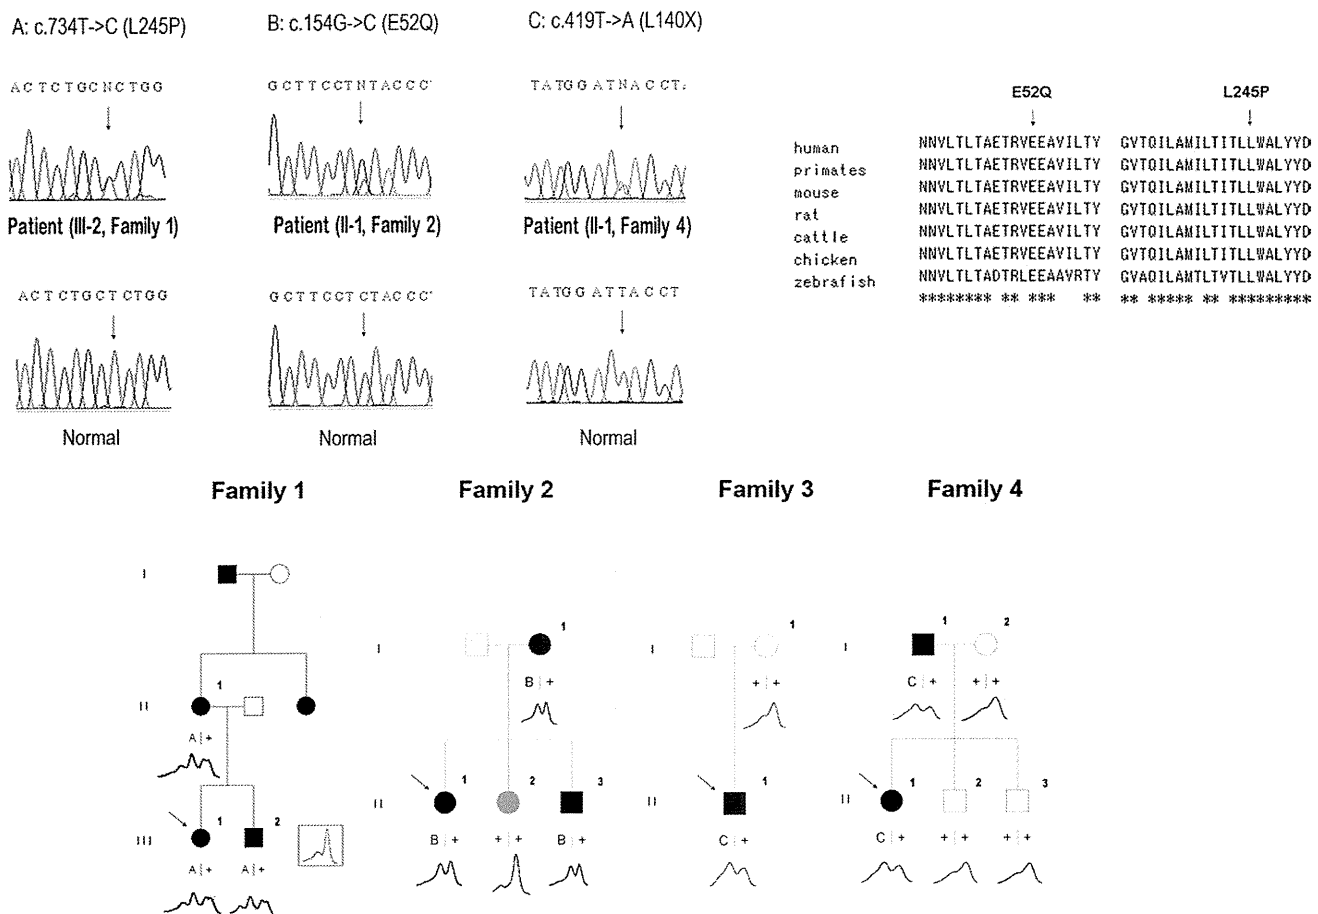 A: c.734T->C (L245P)
B: c.154G->C (E52Q)
C: c.419T->A (L140X)
ACTCTGCNCTGG
GCTTCCTNTACCC
TATGGATNACCT
Patient (III-2, Family 1)
Patient (II-1, Family 2)
Patient (II-1, Family 4)
ACTCTGCTCTGG
GCTTCCTCTACCC
TATGGATTACCT
Normal
Normal
Normal
E52Q
L245P
human NNVLTLTAETRVEEAVILTY GVTQILAMILTITLLWALYYD
primates NNVLTLTAETRVEEAVILTY GVTQILAMILTITLLWALYYD
mouse NNVLTLTAETRVEEAVILTY GVTQILAMILTITLLWALYYD
rat NNVLTLTAETRVEEAVILTY GVTQILAMILTITLLWALYYD
cattle NNVLTLTAETRVEEAVILTY GVTQILAMILTITLLWALYYD
chicken NNVLTLTAETRVEEAVILTY GVTQILAMILTITLLWALYYD
zebrafish NNVLTLTADTRLEEAAVRTY GVAQILAMTLTVTLLWALYYD
******** ** *** ** ** ***** ** *********
Family 1
I
II
1
A|+
III
1
2
A|+
A|+
Family 2
I
1
B|+
II
1
2
3
B|+
+|+
B|+
Family 3
I
1
+|+
II
1
C|+
Family 4
I
1
2
C|+
+|+
II
1
2
3
C|+
+|+
+|+